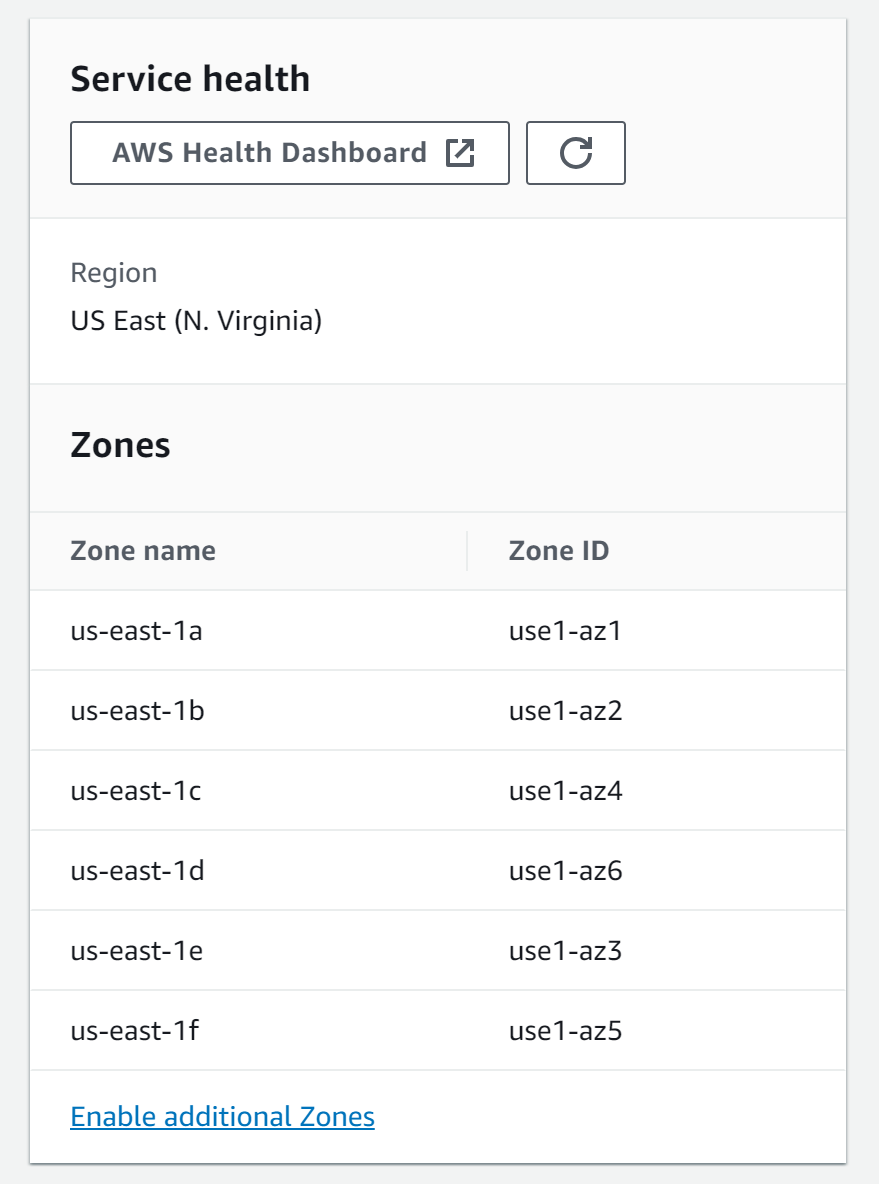 Service health
AWS Health Dashboard
Region
US East (N. Virginia)
Zones
Zone name Zone ID
us-east-1a use1-az1
us-east-1b use1-az2
us-east-1c use1-az4
us-east-1d use1-az6
us-east-1e use1-az3
us-east-1f use1-az5
Enable additional Zones